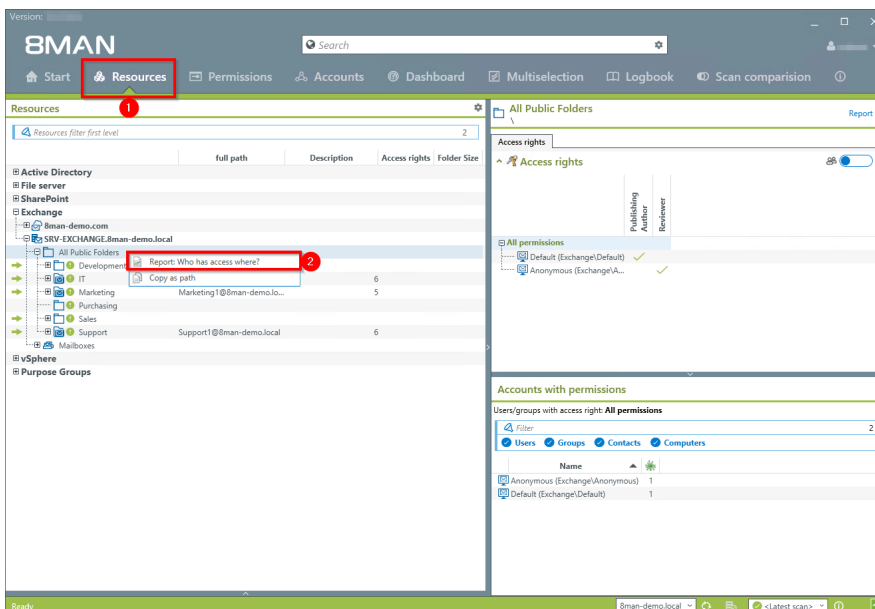 Version:
8MAN
Search
Start
Resources
Permissions
Accounts
Dashboard
Multiselection
Logbook
Scan comparision
1
Resources
Resources filter first level 2
full path Description Access rights Folder Size
Active Directory
File server
SharePoint
Exchange
8man-demo.com
SRV-EXCHANGE.8man-demo.local
All Public Folders
Report: Who has access where? 2
Development
Copy as path
IT 6
Marketing Marketing1@8man-demo.lo... 5
Purchasing
Sales
Support Support1@8man-demo.local 6
Mailboxes
vSphere
Purpose Groups
All Public Folders
\
Report
Access rights
Access rights
Publishing Author
Reviewer
All permissions
Default (Exchange\Default)
Anonymous (Exchange\A...
Accounts with permissions
Users/groups with access right: All permissions
Filter 2
Users Groups Contacts Computers
Name
Anonymous (Exchange\Anonymous) 1
Default (Exchange\Default) 1
Ready
8man-demo.local
<Latest scan>